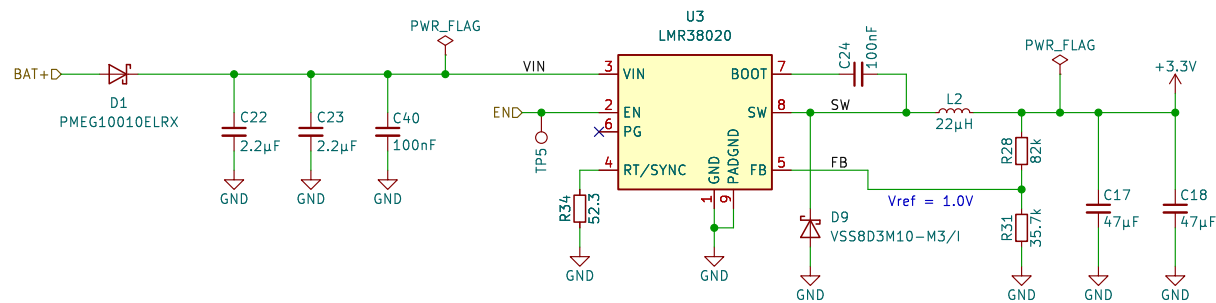 U3
LMR38020
PWR_FLAG
BAT+
D1
PMEG10010ELRX
C22
2.2µF
GND
C23
2.2µF
GND
C40
100nF
GND
VIN
3
VIN
END
TP5
2
EN
6
PG
4
RT/SYNC
R34
52.3
GND
GND
1
PADGND
9
GND
BOOT
7
SW
8
FB
5
C24
100nF
SW
FB
D9
VSS8D3M10-M3/I
GND
L2
22µH
Vref = 1.0V
PWR_FLAG
R28
82k
R31
35.7k
GND
C17
47µF
GND
+3.3V
C18
47µF
GND